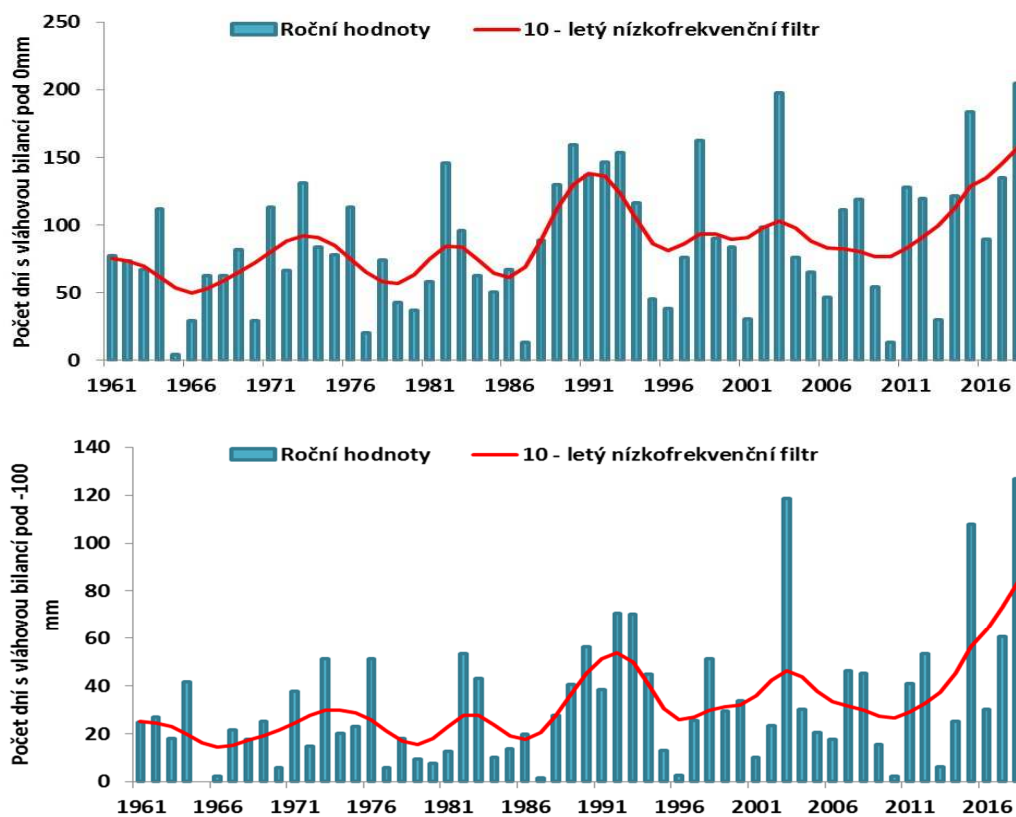 250
Roční hodnoty
10 - letý nízkofrekvenční filtr
200
150
100
50
0
Počet dní s vláhovou bilancí pod 0mm
1961 1966 1971 1976 1981 1986 1991 1996 2001 2006 2011 2016
140
Roční hodnoty
10 - letý nízkofrekvenční filtr
120
100
80
60
40
20
0
Počet dní s vláhovou bilancí pod -100
mm
1961 1966 1971 1976 1981 1986 1991 1996 2001 2006 2011 2016